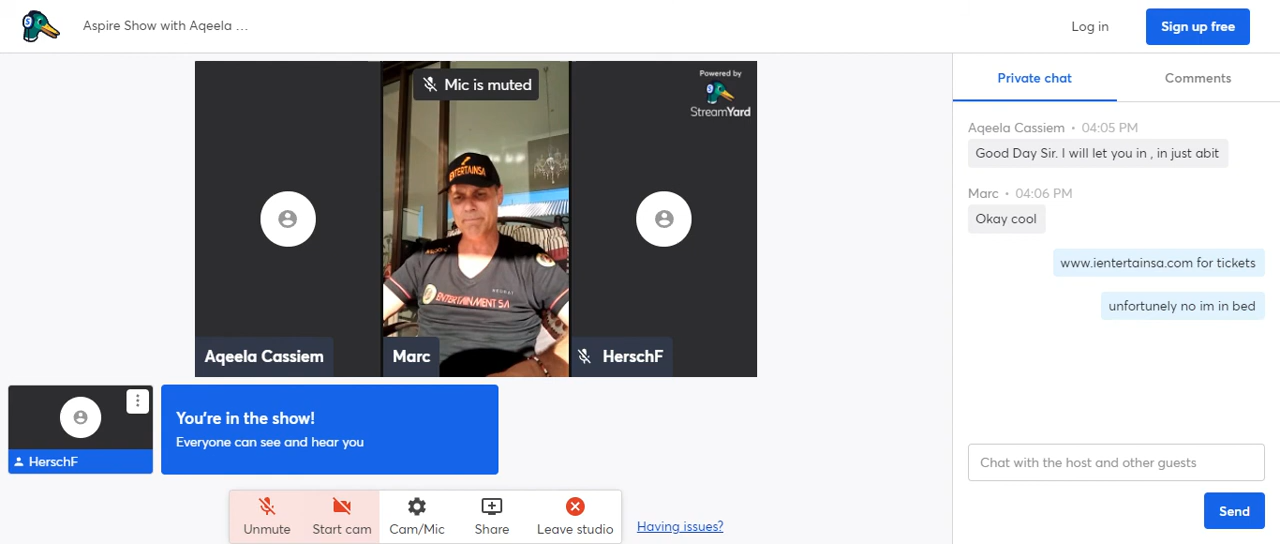 Aspire Show with Aqeela ...
Log in
Sign up free
Mic is muted
Powered by
StreamYard
ENTERTAINSA
ENTERTAINMENT SA
Aqeela Cassiem
Marc
HerschF
HerschF
You're in the show!
Everyone can see and hear you
Unmute
Start cam
Cam/Mic
Share
Leave studio
Having issues?
Private chat
Comments
Aqeela Cassiem • 04:05 PM
Good Day Sir. I will let you in , in just abit
Marc • 04:06 PM
Okay cool
www.ientertainsa.com for tickets
unfortunely no im in bed
Chat with the host and other guests
Send